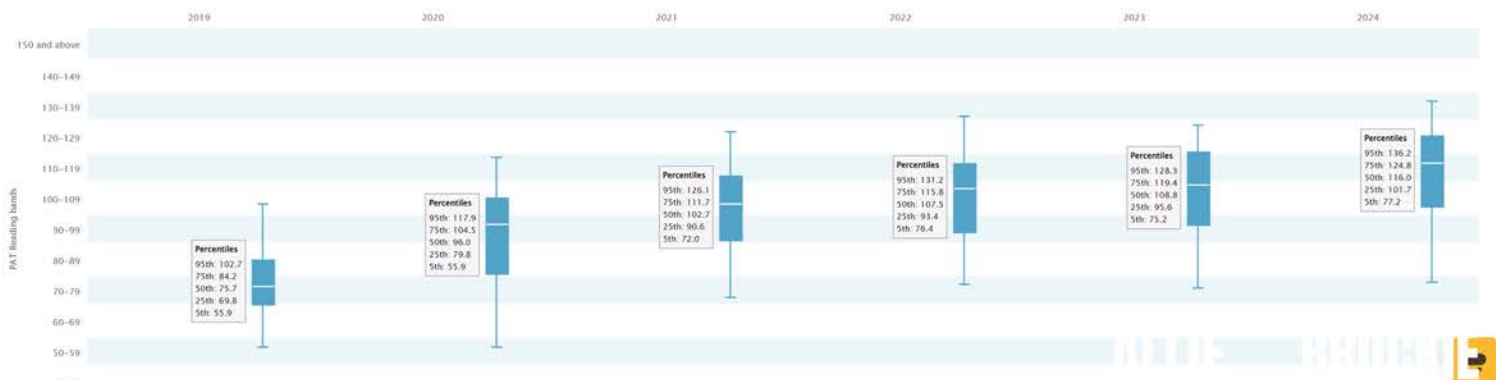 2019 2020 2021 2022 2021 2024
150 and above
140-149
130-139
120-129
110-119
100-109
90-99
80-89
70-79
60-69
50-59
PAT Reading bands
Percentiles
95th: 102.7
75th: 84.2
50th: 75.7
25th: 69.8
5th: 55.9
Percentiles
95th: 117.9
75th: 104.5
50th: 96.0
25th: 79.8
5th: 55.9
Percentiles
95th: 126.1
75th: 111.7
50th: 102.7
25th: 90.6
5th: 72.0
Percentiles
95th: 131.2
75th: 115.8
50th: 107.5
25th: 93.4
5th: 76.4
Percentiles
95th: 128.3
75th: 119.4
50th: 108.8
25th: 95.6
5th: 75.2
Percentiles
95th: 136.2
75th: 124.8
50th: 116.0
25th: 101.7
5th: 77.2